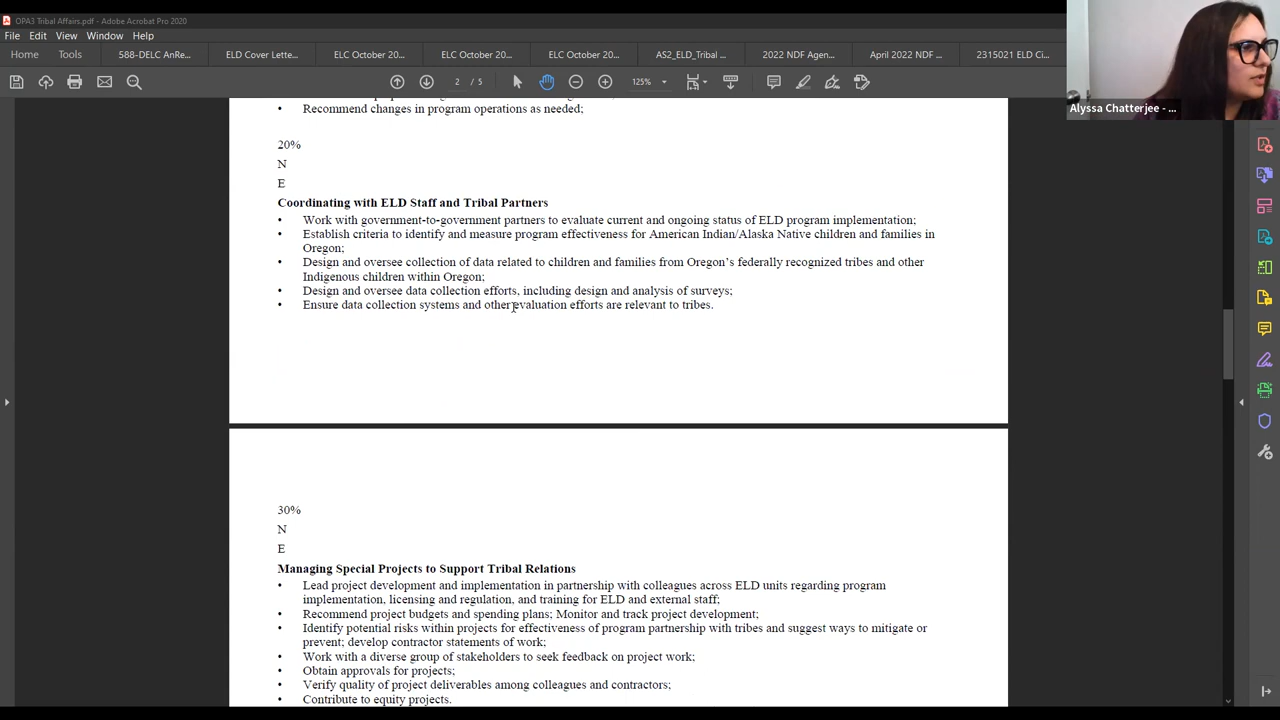 OPA3 Tribal Affairs.pdf - Adobe Acrobat Pro 2020
File Edit View Window Help
Home Tools 588-DELC AnRe... ELD Cover Lette... ELC October 20... ELC October 20... ELC October 20... AS2_ELD_Tribal ... 2022 NDF Agen... April 2022 NDF ... 2315021 ELD Ci...
2 / 5 125%
Alyssa Chatterjee - ...
• Recommend changes in program operations as needed;
20%
N
E
Coordinating with ELD Staff and Tribal Partners
• Work with government-to-government partners to evaluate current and ongoing status of ELD program implementation;
• Establish criteria to identify and measure program effectiveness for American Indian/Alaska Native children and families in
Oregon;
• Design and oversee collection of data related to children and families from Oregon's federally recognized tribes and other
Indigenous children within Oregon;
• Design and oversee data collection efforts, including design and analysis of surveys;
• Ensure data collection systems and other evaluation efforts are relevant to tribes.
30%
N
E
Managing Special Projects to Support Tribal Relations
• Lead project development and implementation in partnership with colleagues across ELD units regarding program
implementation, licensing and regulation, and training for ELD and external staff;
• Recommend project budgets and spending plans; Monitor and track project development;
• Identify potential risks within projects for effectiveness of program partnership with tribes and suggest ways to mitigate or
prevent; develop contractor statements of work;
• Work with a diverse group of stakeholders to seek feedback on project work;
• Obtain approvals for projects;
• Verify quality of project deliverables among colleagues and contractors;
• Contribute to equity projects.